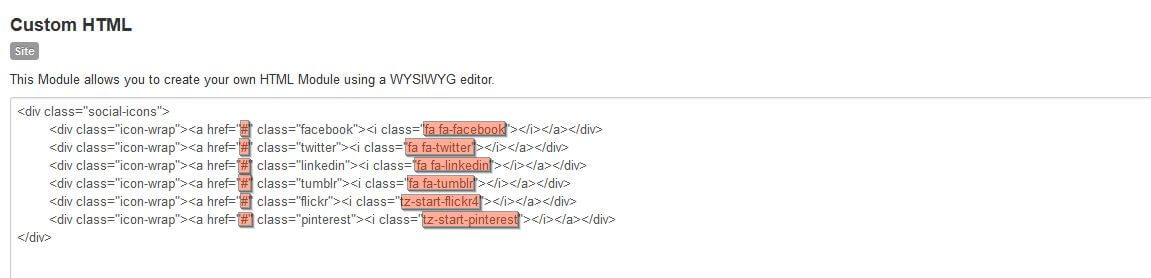 Custom HTML
Site
This Module allows you to create your own HTML Module using a WYSIWYG editor.
<div class="social-icons">
<div class="icon-wrap"><a href="#" class="facebook"><i class="fa fa-facebook"></i></a></div>
<div class="icon-wrap"><a href="#" class="twitter"><i class="fa fa-twitter"></i></a></div>
<div class="icon-wrap"><a href="#" class="linkedin"><i class="fa fa-linkedin"></i></a></div>
<div class="icon-wrap"><a href="#" class="tumblr"><i class="fa fa-tumblr"></i></a></div>
<div class="icon-wrap"><a href="#" class="flickr"><i class="tz-start-flickr4"></i></a></div>
<div class="icon-wrap"><a href="#" class="pinterest"><i class="tz-start-pinterest"></i></a></div>
</div>